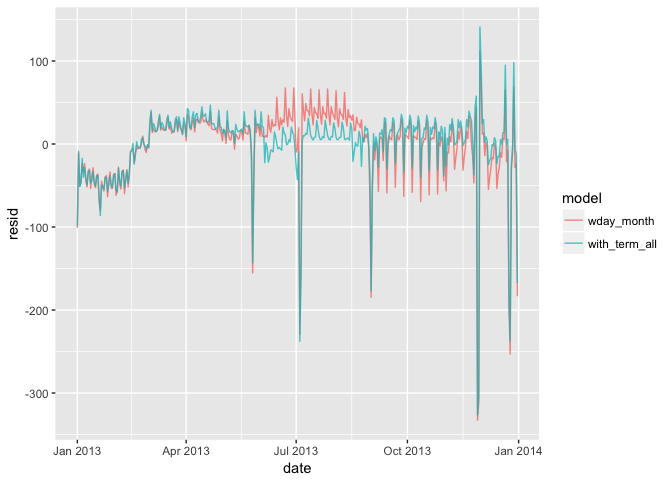 100
0
-100
-200
-300
resid
Jan 2013
Apr 2013
Jul 2013
Oct 2013
Jan 2014
date
model
wday_month
with_term_all